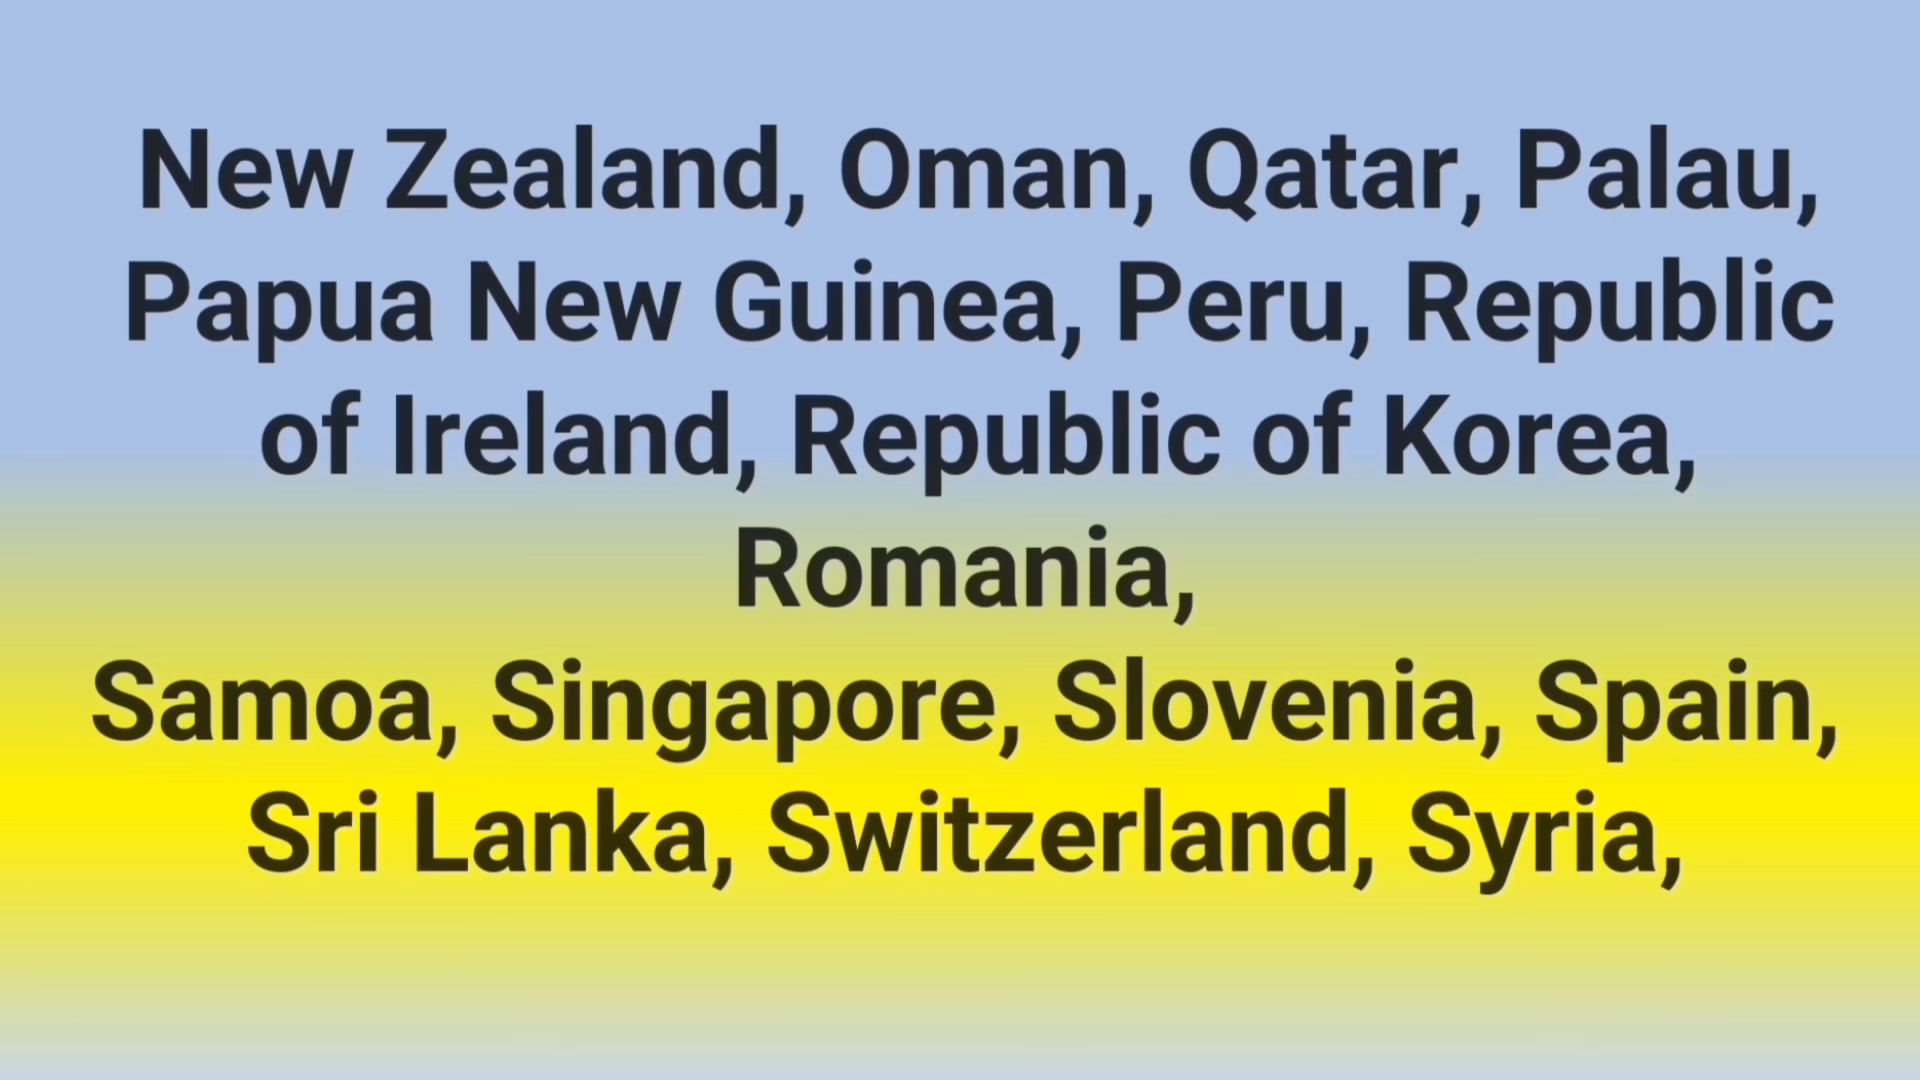 New Zealand, Oman, Qatar, Palau,
Papua New Guinea, Peru, Republic
of Ireland, Republic of Korea,
Romania,
Samoa, Singapore, Slovenia, Spain,
Sri Lanka, Switzerland, Syria,